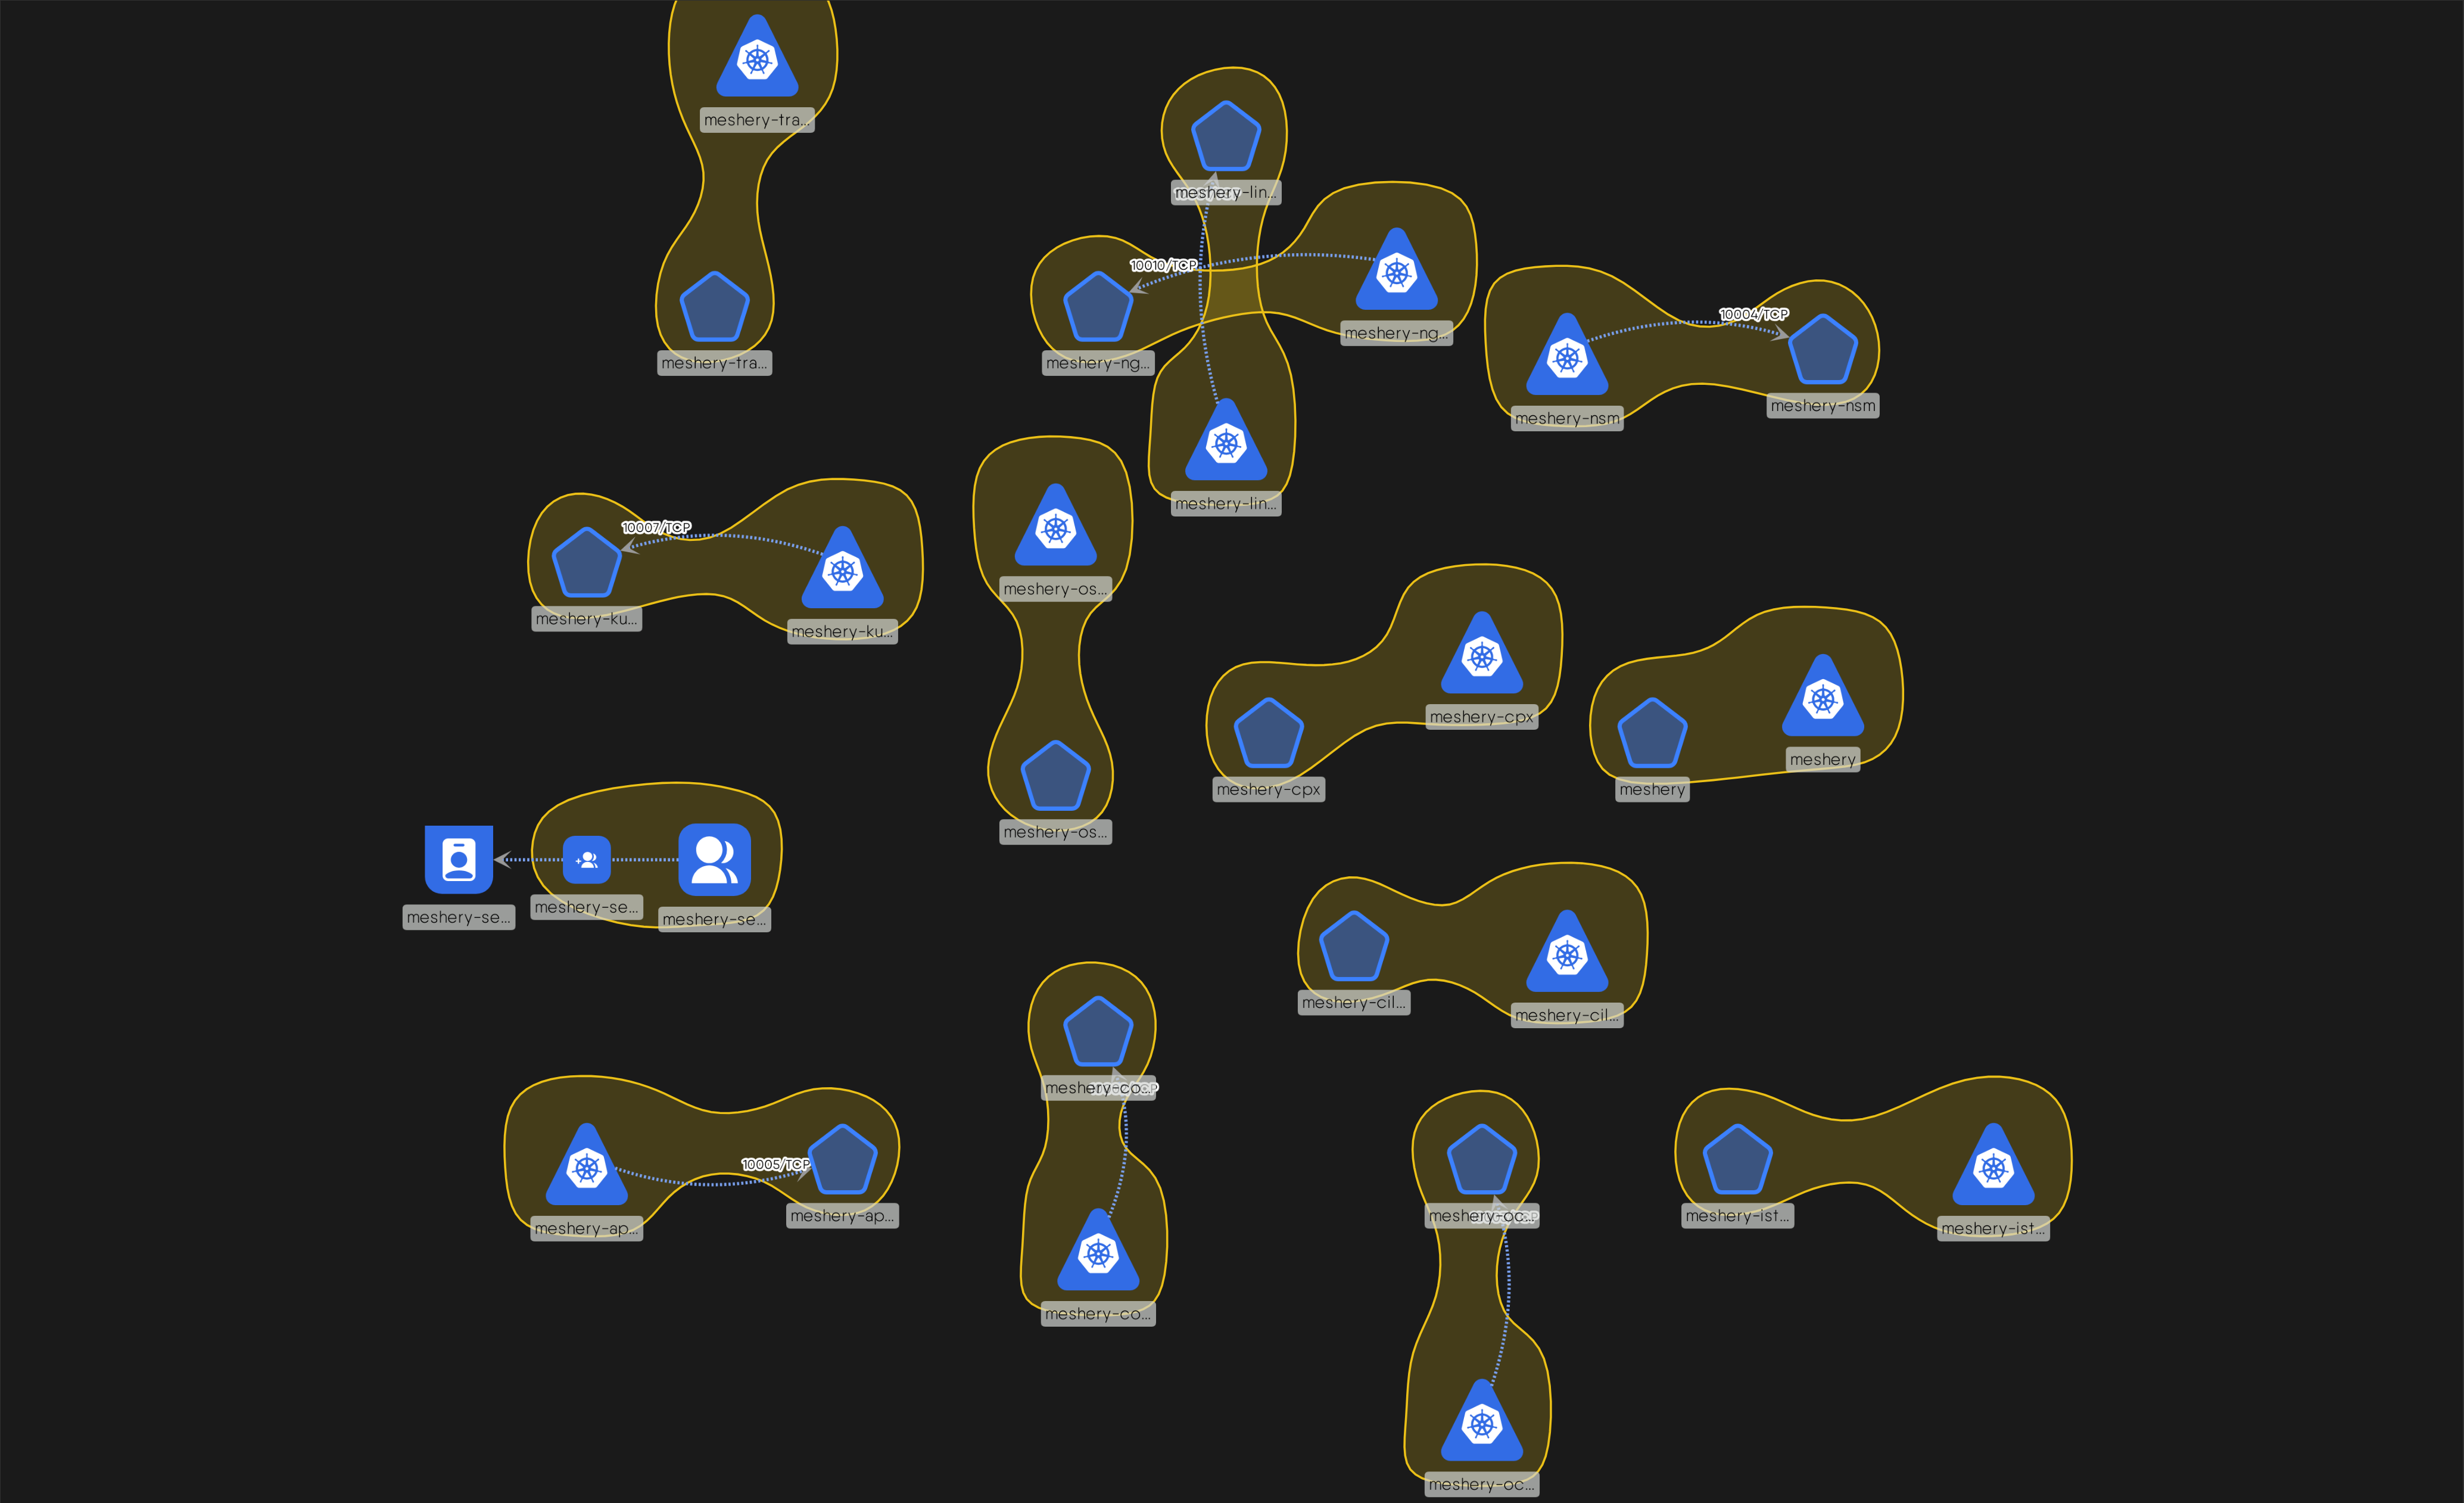 meshery-tra...
meshery-lin...
10010/TCP
meshery-ng...
10004/TCP
meshery-tra...
meshery-ng...
meshery-nsm
meshery-nsm
meshery-lin...
10007/TCP
meshery-os...
meshery-ku...
meshery-ku...
meshery-cpx
meshery
meshery-cpx
meshery
meshery-os...
meshery-se...
meshery-se...
meshery-se...
meshery-cil...
meshery-cil...
meshery-co...
10005/TCP
meshery-ap...
meshery-ap...
meshery-oc...
meshery-ist...
meshery-ist...
meshery-co...
meshery-oc...